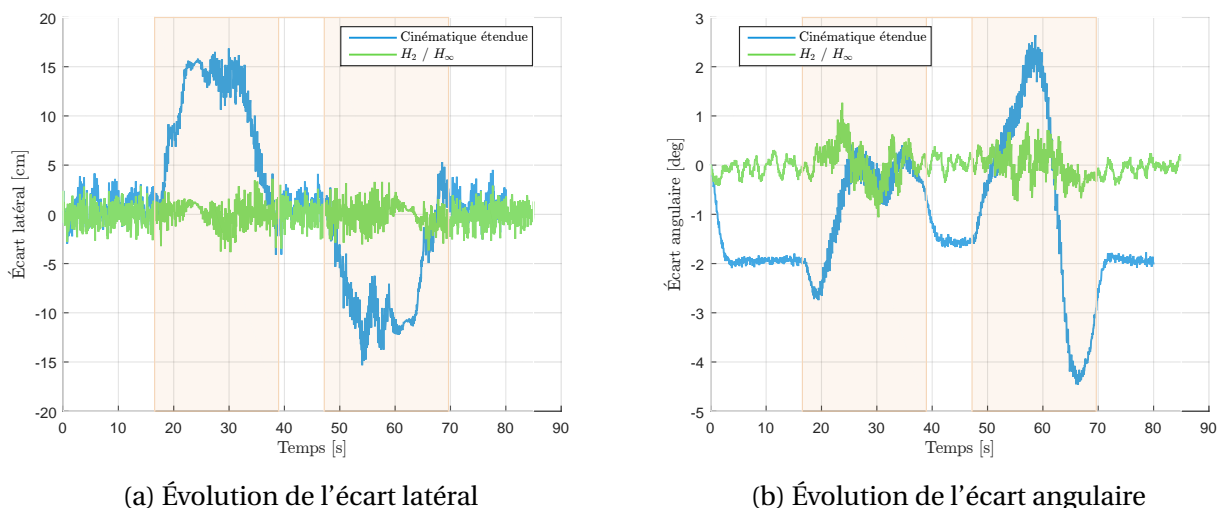 20
15
10
5
0
-5
-10
-15
-20
Écart latéral [cm]
0 10 20 30 40 50 60 70 80 90
Temps [s]
Cinématique étendue
H₂ / H∞
(a) Évolution de l'écart latéral
3
2
1
0
-1
-2
-3
-4
-5
Écart angulaire [deg]
0 10 20 30 40 50 60 70 80 90
Temps [s]
Cinématique étendue
H₂ / H∞
(b) Évolution de l'écart angulaire